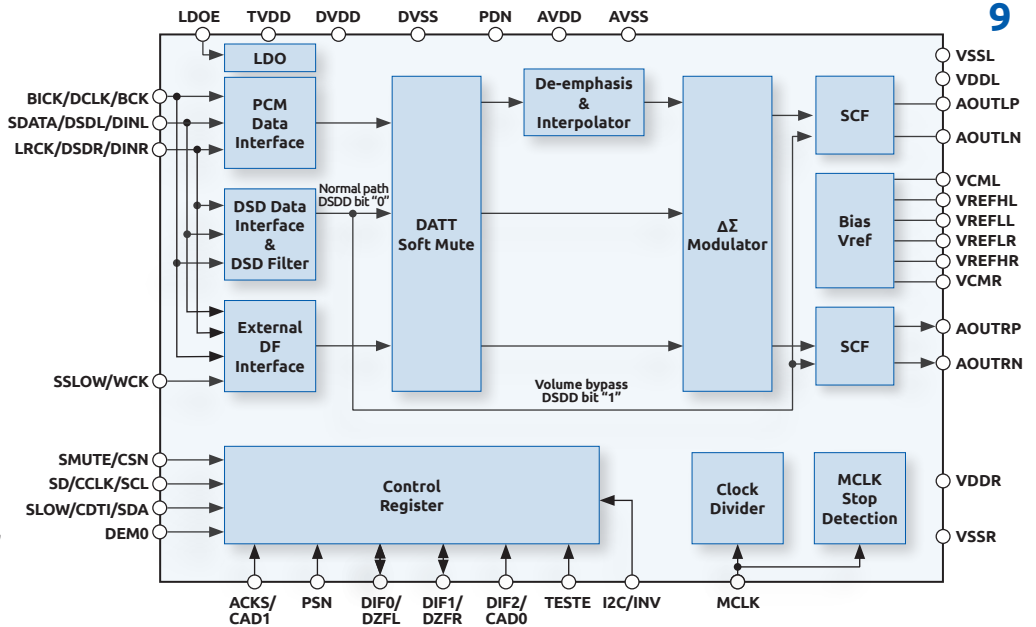 9
LDOE TVDD DVDD DVSS PDN AVDD AVSS
VSSL
VDDL
AOUTLP
AOUTLN
VCML
VREFHL
VREFLL
VREFLR
VREFHR
VCMR
AOUTRP
AOUTRN
VDDR
VSSR
BICK/DCLK/BCK
SDATA/DSDL/DINL
LRCK/DSDR/DINR
SSLOW/WCK
SMUTE/CSN
SD/CCLK/SCL
SLOW/CDTI/SDA
DEM0
LDO
PCM
Data
Interface
DSD Data
Interface
&
DSD Filter
External
DF
Interface
Normal path
DSDD bit “0”
DATT
Soft Mute
De-emphasis
&
Interpolator
ΔΣ
Modulator
SCF
Bias
Vref
SCF
Volume bypass
DSDD bit “1”
Control
Register
Clock
Divider
MCLK
Stop
Detection
ACKS/
CAD1
PSN
DIF0/
DZFL
DIF1/
DZFR
DIF2/
CAD0
TESTE
I2C/INV
MCLK